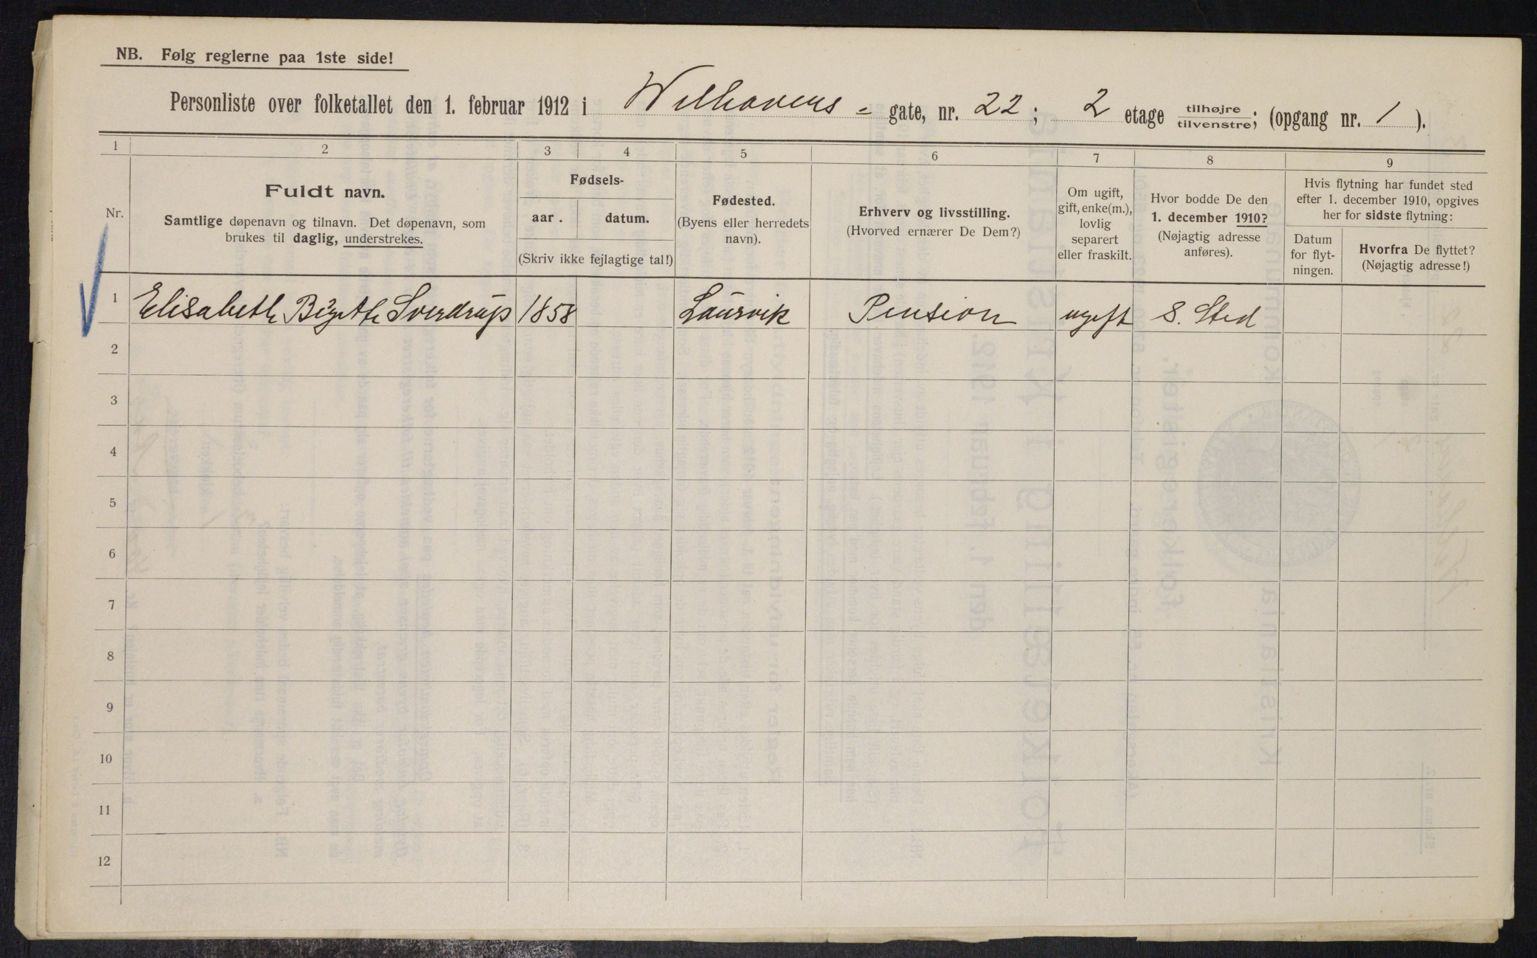 NB. Følg reglerne paa 1ste side!
Personliste over folketallet den 1. februar 1912 i Welhavens - gate, nr. 22; 2 etage tilhøjre tilvenstre; (opgang nr. 1 ).
1 2 3 4 5 6 7 8 9
Nr.
Fuldt navn.
Samtlige døpenavn og tilnavn. Det døpenavn, som
brukes til daglig, understrekes.
Fødsels-
aar. datum.
(Skriv ikke fejlagtige tal!)
Fødested.
(Byens eller herredets
navn).
Erhverv og livsstilling.
(Hvorved ernærer De Dem?)
Om ugift,
gift, enke(m.),
lovlig
separert
eller fraskilt.
Hvor bodde De den
1. december 1910?
(Nøjagtig adresse
anføres).
Hvis flytning har fundet sted
efter 1. december 1910, opgives
her for sidste flytning:
Datum
for flyt-
ningen.
Hvorfra De flyttet?
(Nøjagtig adresse!)
1 Elisabeth Sverdrup 1858 Laurvik Pension ugift S. Sted
2
3
4
5
6
7
8
9
10
11
12